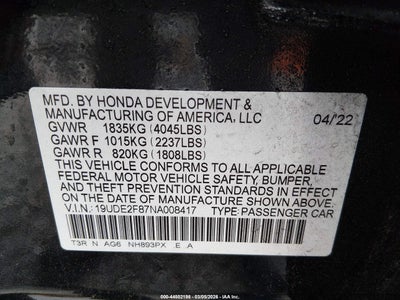 MFD. BY HONDA DEVELOPMENT &
MANUFACTURING OF AMERICA, LLC 04/22
GVWR 1835KG (4045LBS)
GAWR F 1015KG (2237LBS)
GAWR R 820KG (1808LBS)
THIS VEHICLE CONFORMS TO ALL APPLICABLE
FEDERAL MOTOR VEHICLE SAFETY, BUMPER,
AND THEFT PREVENTION STANDARDS IN EFFECT
ON THE DATE OF MANUFACTURE SHOWN ABOVE.
V.I.N.: 19UDE2F87NA008417 TYPE: PASSENGER CAR
T3R N AG6 NH893PX .E .A
000-44602188 - 03/05/2026 - IAA Inc.